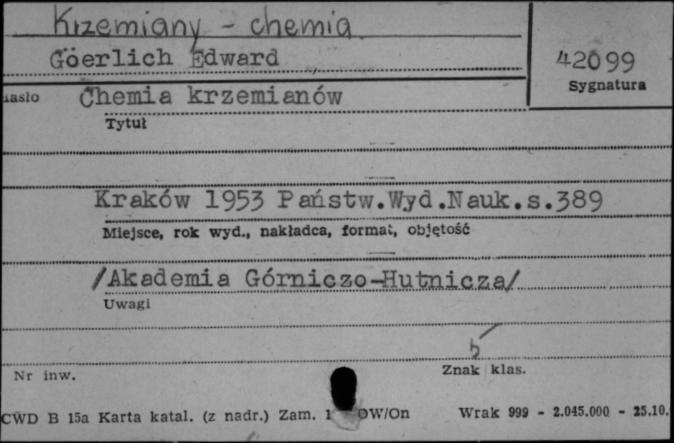 Krzemiany - chemia
Goerlich Edward
42099
Sygnatura
hasło Chemia krzemianów
Tytuł
Kraków 1953 Państw.Wyd.Nauk.s.389
Miejsce, rok wyd., nakładca, format, objętość
/Akademia Górniczo-Hutnicza/
Uwagi
Nr inw.
Znak klas.
CWD B 15a Karta katal. (z nadr.) Zam. OW/On Wrak 999 - 2.045.000 - 25.10.